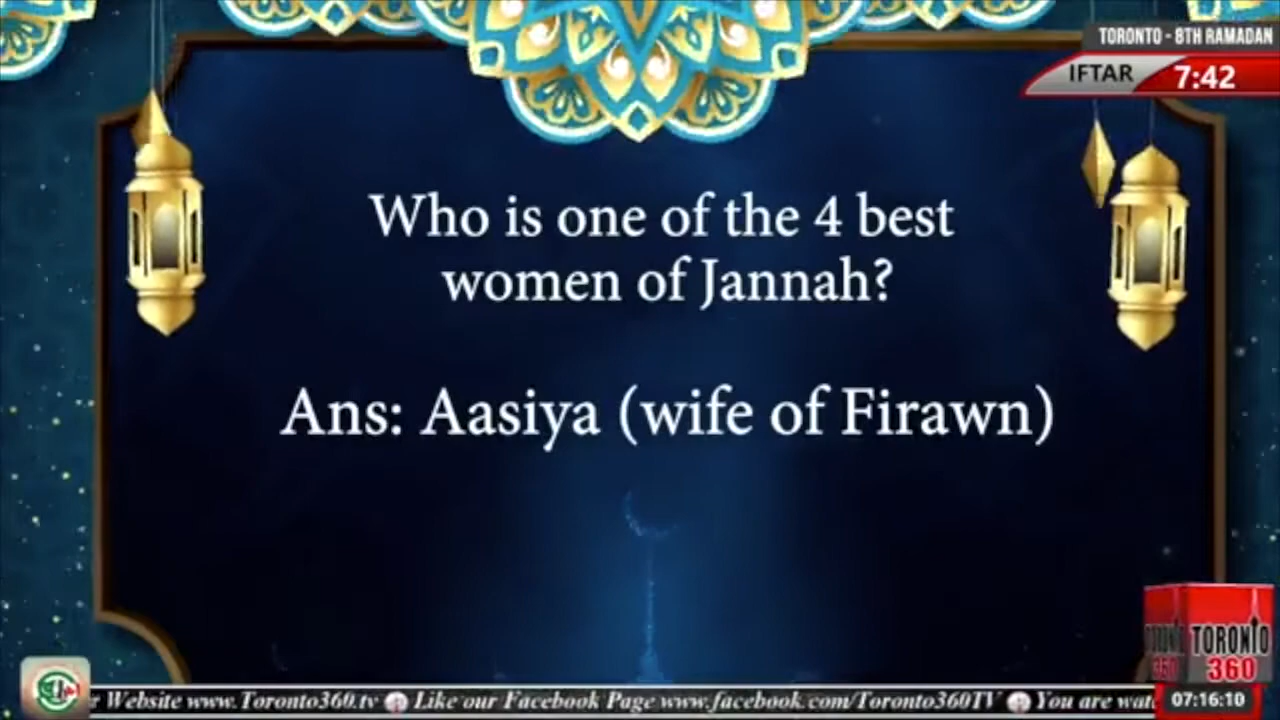 TORONTO - 8TH RAMADAN
IFTAR 7:42
Who is one of the 4 best
women of Jannah?
Ans: Aasiya (wife of Firawn)
TORONTO
360
Website www.Toronto360.tv Like our Facebook Page www.facebook.com/Toronto360TV You are
07:16:10